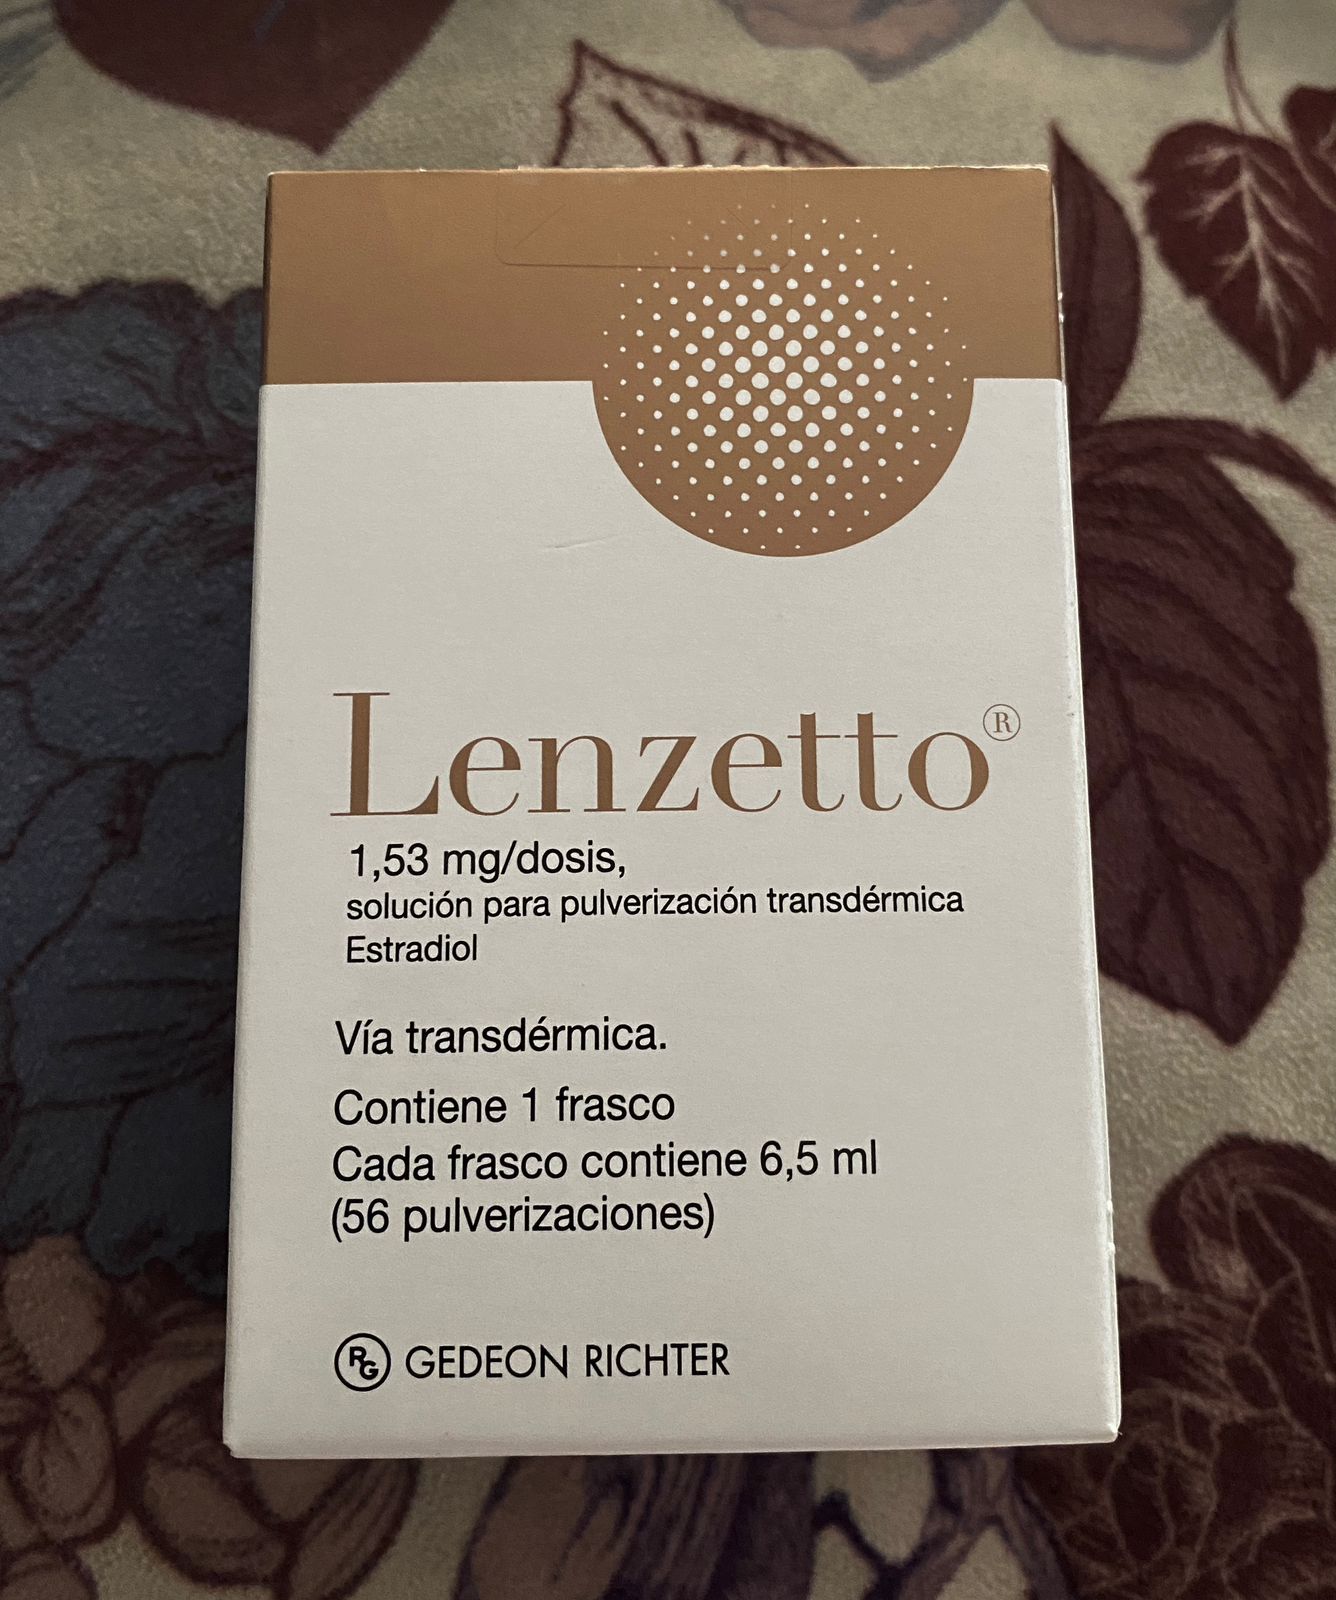 Lenzetto®
1,53 mg/dosis,
solución para pulverización transdérmica
Estradiol
Vía transdérmica.
Contiene 1 frasco
Cada frasco contiene 6,5 ml
(56 pulverizaciones)
RG GEDEON RICHTER